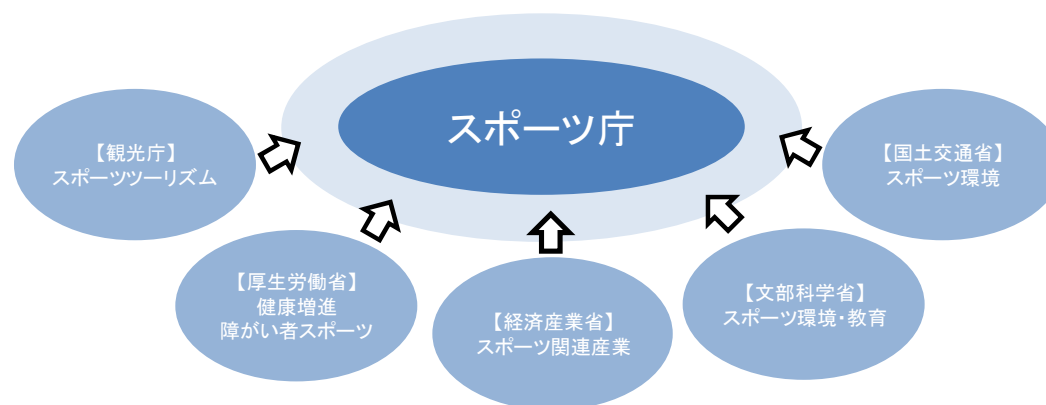 スポーツ庁
【観光庁】
スポーツツーリズム
【厚生労働省】
健康増進
障がい者スポーツ
【経済産業省】
スポーツ関連産業
【文部科学省】
スポーツ環境・教育
【国土交通省】
スポーツ環境